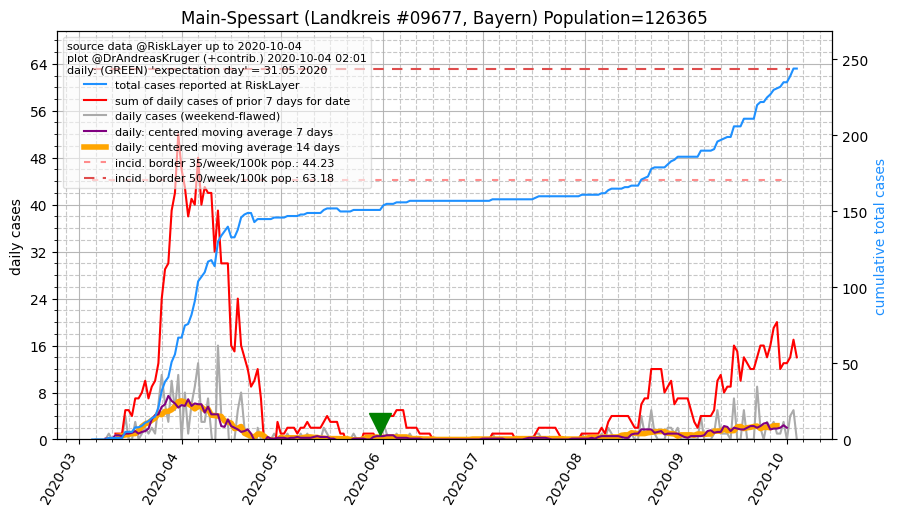 Main-Spessart (Landkreis #09677, Bayern) Population=126365
source data @RiskLayer up to 2020-10-04
plot @DrAndreasKruger (+contrib.) 2020-10-04 02:01
daily: (GREEN) 'expectation day' = 31.05.2020
total cases reported at RiskLayer
sum of daily cases of prior 7 days for date
daily cases (weekend-flawed)
daily: centered moving average 7 days
daily: centered moving average 14 days
incid. border 35/week/100k pop.: 44.23
incid. border 50/week/100k pop.: 63.18
daily cases
64
56
48
40
32
24
16
8
0
cumulative total cases
250
200
150
100
50
0
2020-03
2020-04
2020-05
2020-06
2020-07
2020-08
2020-09
2020-10